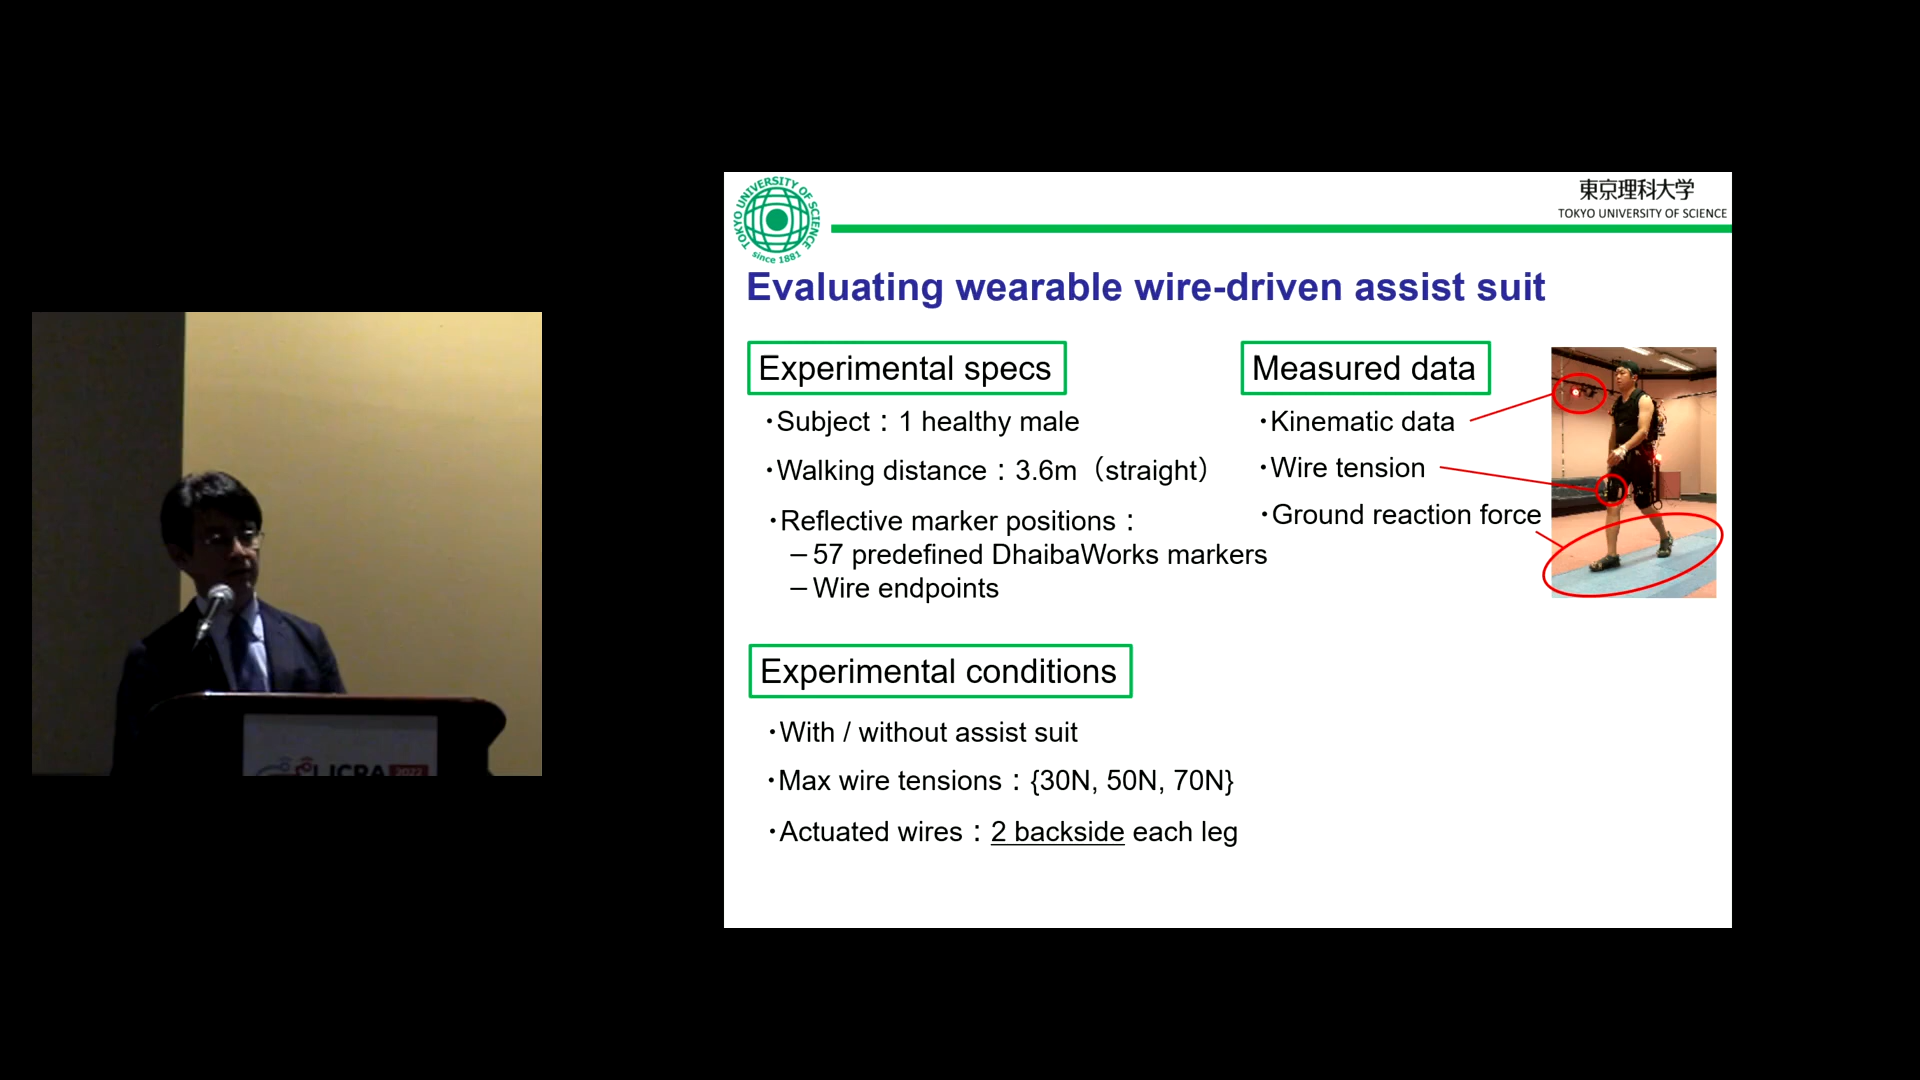 TOKYO UNIVERSITY OF SCIENCE
since 1881
東京理科大学
TOKYO UNIVERSITY OF SCIENCE
Evaluating wearable wire-driven assist suit
Experimental specs
・Subject：1 healthy male
・Walking distance：3.6m（straight）
・Reflective marker positions：
– 57 predefined DhaibaWorks markers
– Wire endpoints
Measured data
・Kinematic data
・Wire tension
・Ground reaction force
Experimental conditions
・With / without assist suit
・Max wire tensions：{30N, 50N, 70N}
・Actuated wires：2 backside each leg
ICRA 2022